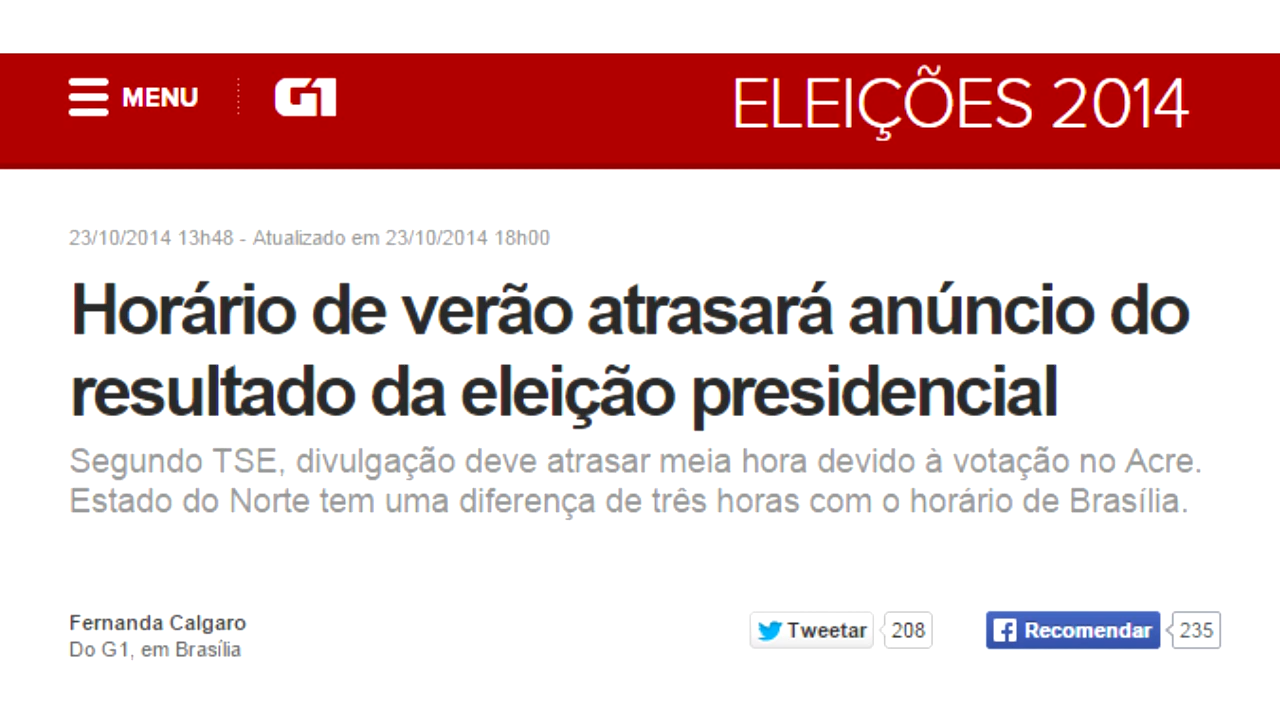 MENU G1 ELEIÇÕES 2014
23/10/2014 13h48 - Atualizado em 23/10/2014 18h00
Horário de verão atrasará anúncio do
resultado da eleição presidencial
Segundo TSE, divulgação deve atrasar meia hora devido à votação no Acre.
Estado do Norte tem uma diferença de três horas com o horário de Brasília.
Fernanda Calgaro
Do G1, em Brasília
Tweetar 208 Recomendar 235